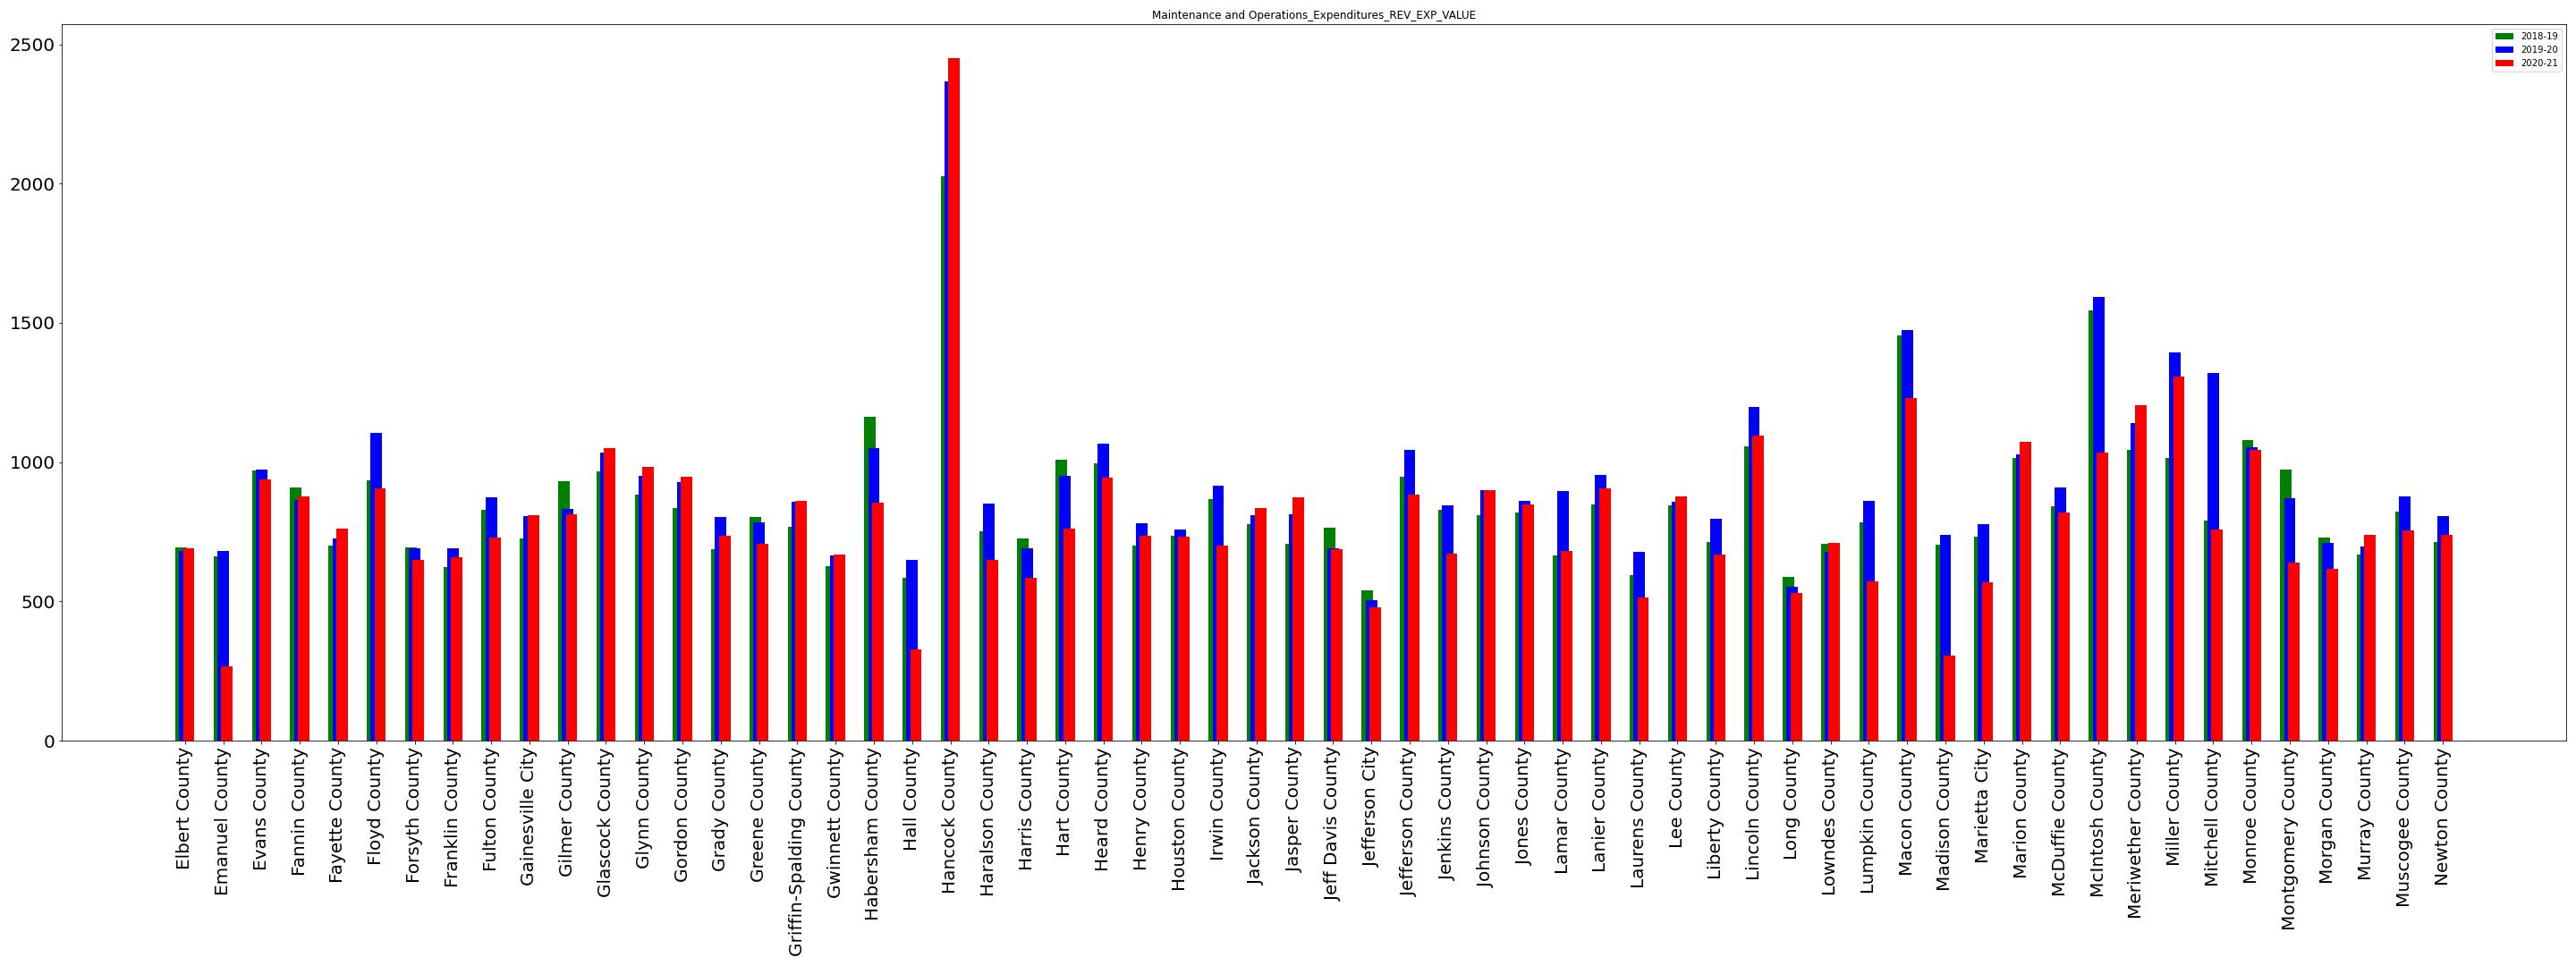 Maintenance and Operations_Expenditures_REV_EXP_VALUE
2018-19
2019-20
2020-21
2500
2000
1500
1000
500
0
Elbert County
Emanuel County
Evans County
Fannin County
Fayette County
Floyd County
Forsyth County
Franklin County
Fulton County
Gainesville City
Gilmer County
Glascock County
Glynn County
Gordon County
Grady County
Greene County
Griffin-Spalding County
Gwinnett County
Habersham County
Hall County
Hancock County
Haralson County
Harris County
Hart County
Heard County
Henry County
Houston County
Irwin County
Jackson County
Jasper County
Jeff Davis County
Jefferson City
Jefferson County
Jenkins County
Johnson County
Jones County
Lamar County
Lanier County
Laurens County
Lee County
Liberty County
Lincoln County
Long County
Lowndes County
Lumpkin County
Macon County
Madison County
Marietta City
Marion County
McDuffie County
McIntosh County
Meriwether County
Miller County
Mitchell County
Monroe County
Montgomery County
Morgan County
Murray County
Muscogee County
Newton County